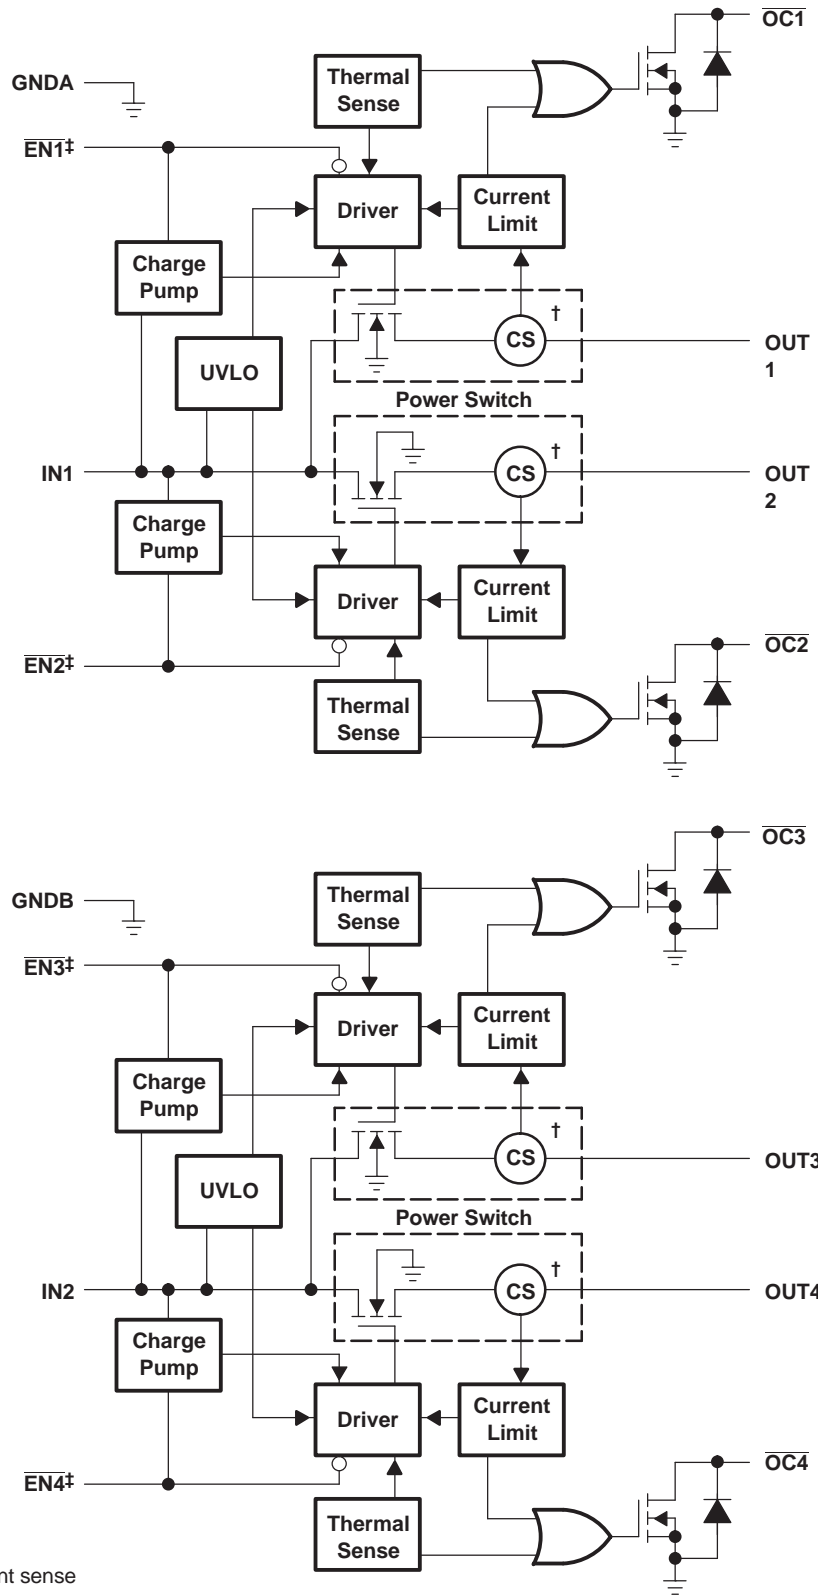 OC1
Thermal
Sense
GNDA
EN1‡
Driver
Current
Limit
Charge
Pump
†
CS
OUT
1
UVLO
Power Switch
†
IN1
CS
OUT
2
Charge
Pump
Driver
Current
Limit
EN2‡
OC2
Thermal
Sense
OC3
Thermal
Sense
GNDB
EN3‡
Driver
Current
Limit
Charge
Pump
†
CS
OUT3
UVLO
Power Switch
†
IN2
CS
OUT4
Charge
Pump
Driver
Current
Limit
EN4‡
OC4
Thermal
Sense
nt sense